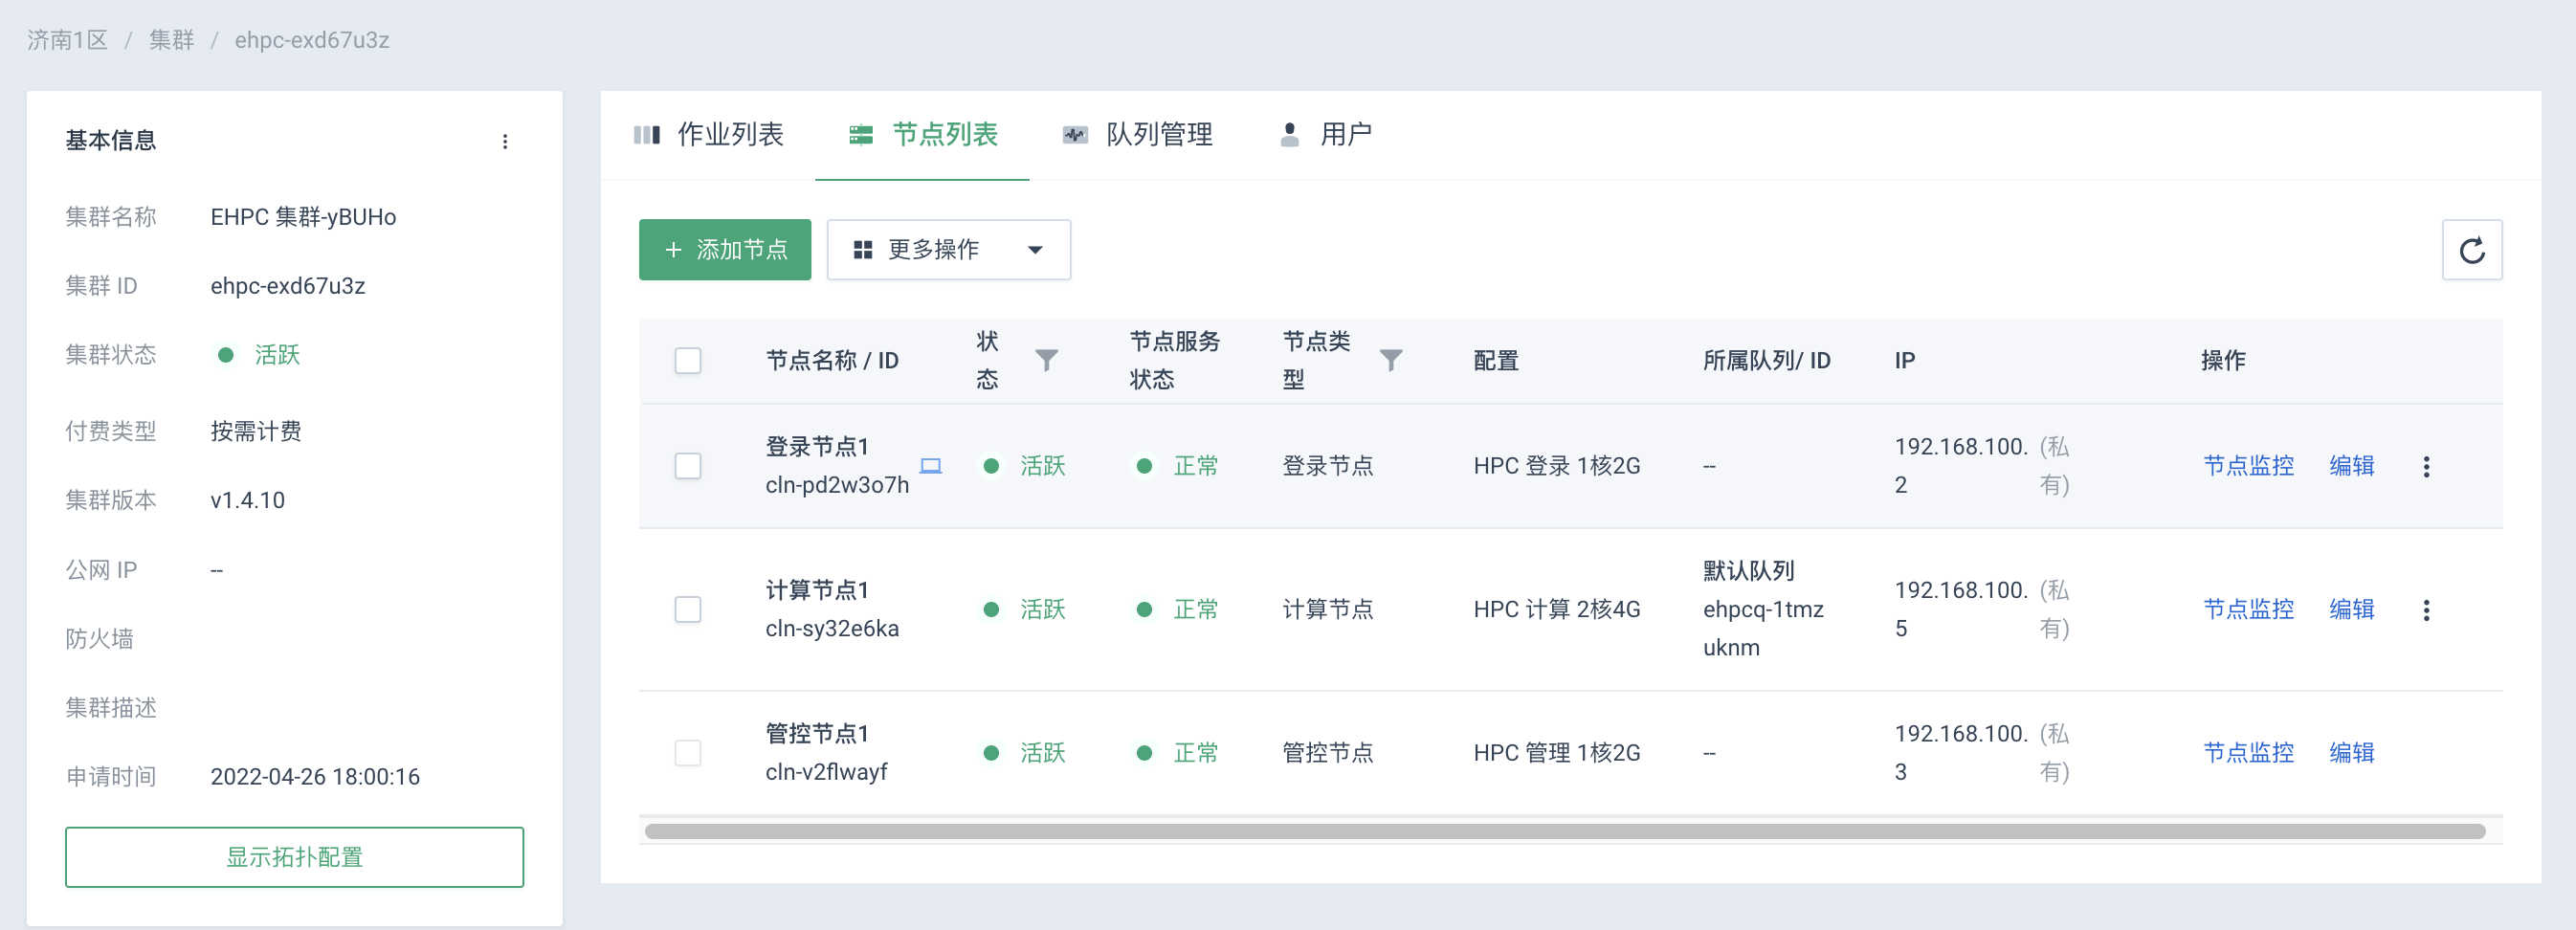 济南1区 / 集群 / ehpc-exd67u3z
基本信息
集群名称 EHPC 集群-yBUHo
集群 ID ehpc-exd67u3z
集群状态 活跃
付费类型 按需计费
集群版本 v1.4.10
公网 IP --
防火墙
集群描述
申请时间 2022-04-26 18:00:16
显示拓扑配置
作业列表 节点列表 队列管理 用户
+ 添加节点 更多操作
节点名称 / ID 状态 节点服务状态 节点类型 配置 所属队列/ ID IP 操作
登录节点1 cln-pd2w3o7h 活跃 正常 登录节点 HPC 登录 1核2G -- 192.168.100.2 (私有) 节点监控 编辑
计算节点1 cln-sy32e6ka 活跃 正常 计算节点 HPC 计算 2核4G 默认队列 ehpcq-1tmzuknm 192.168.100.5 (私有) 节点监控 编辑
管控节点1 cln-v2flwayf 活跃 正常 管控节点 HPC 管理 1核2G -- 192.168.100.3 (私有) 节点监控 编辑